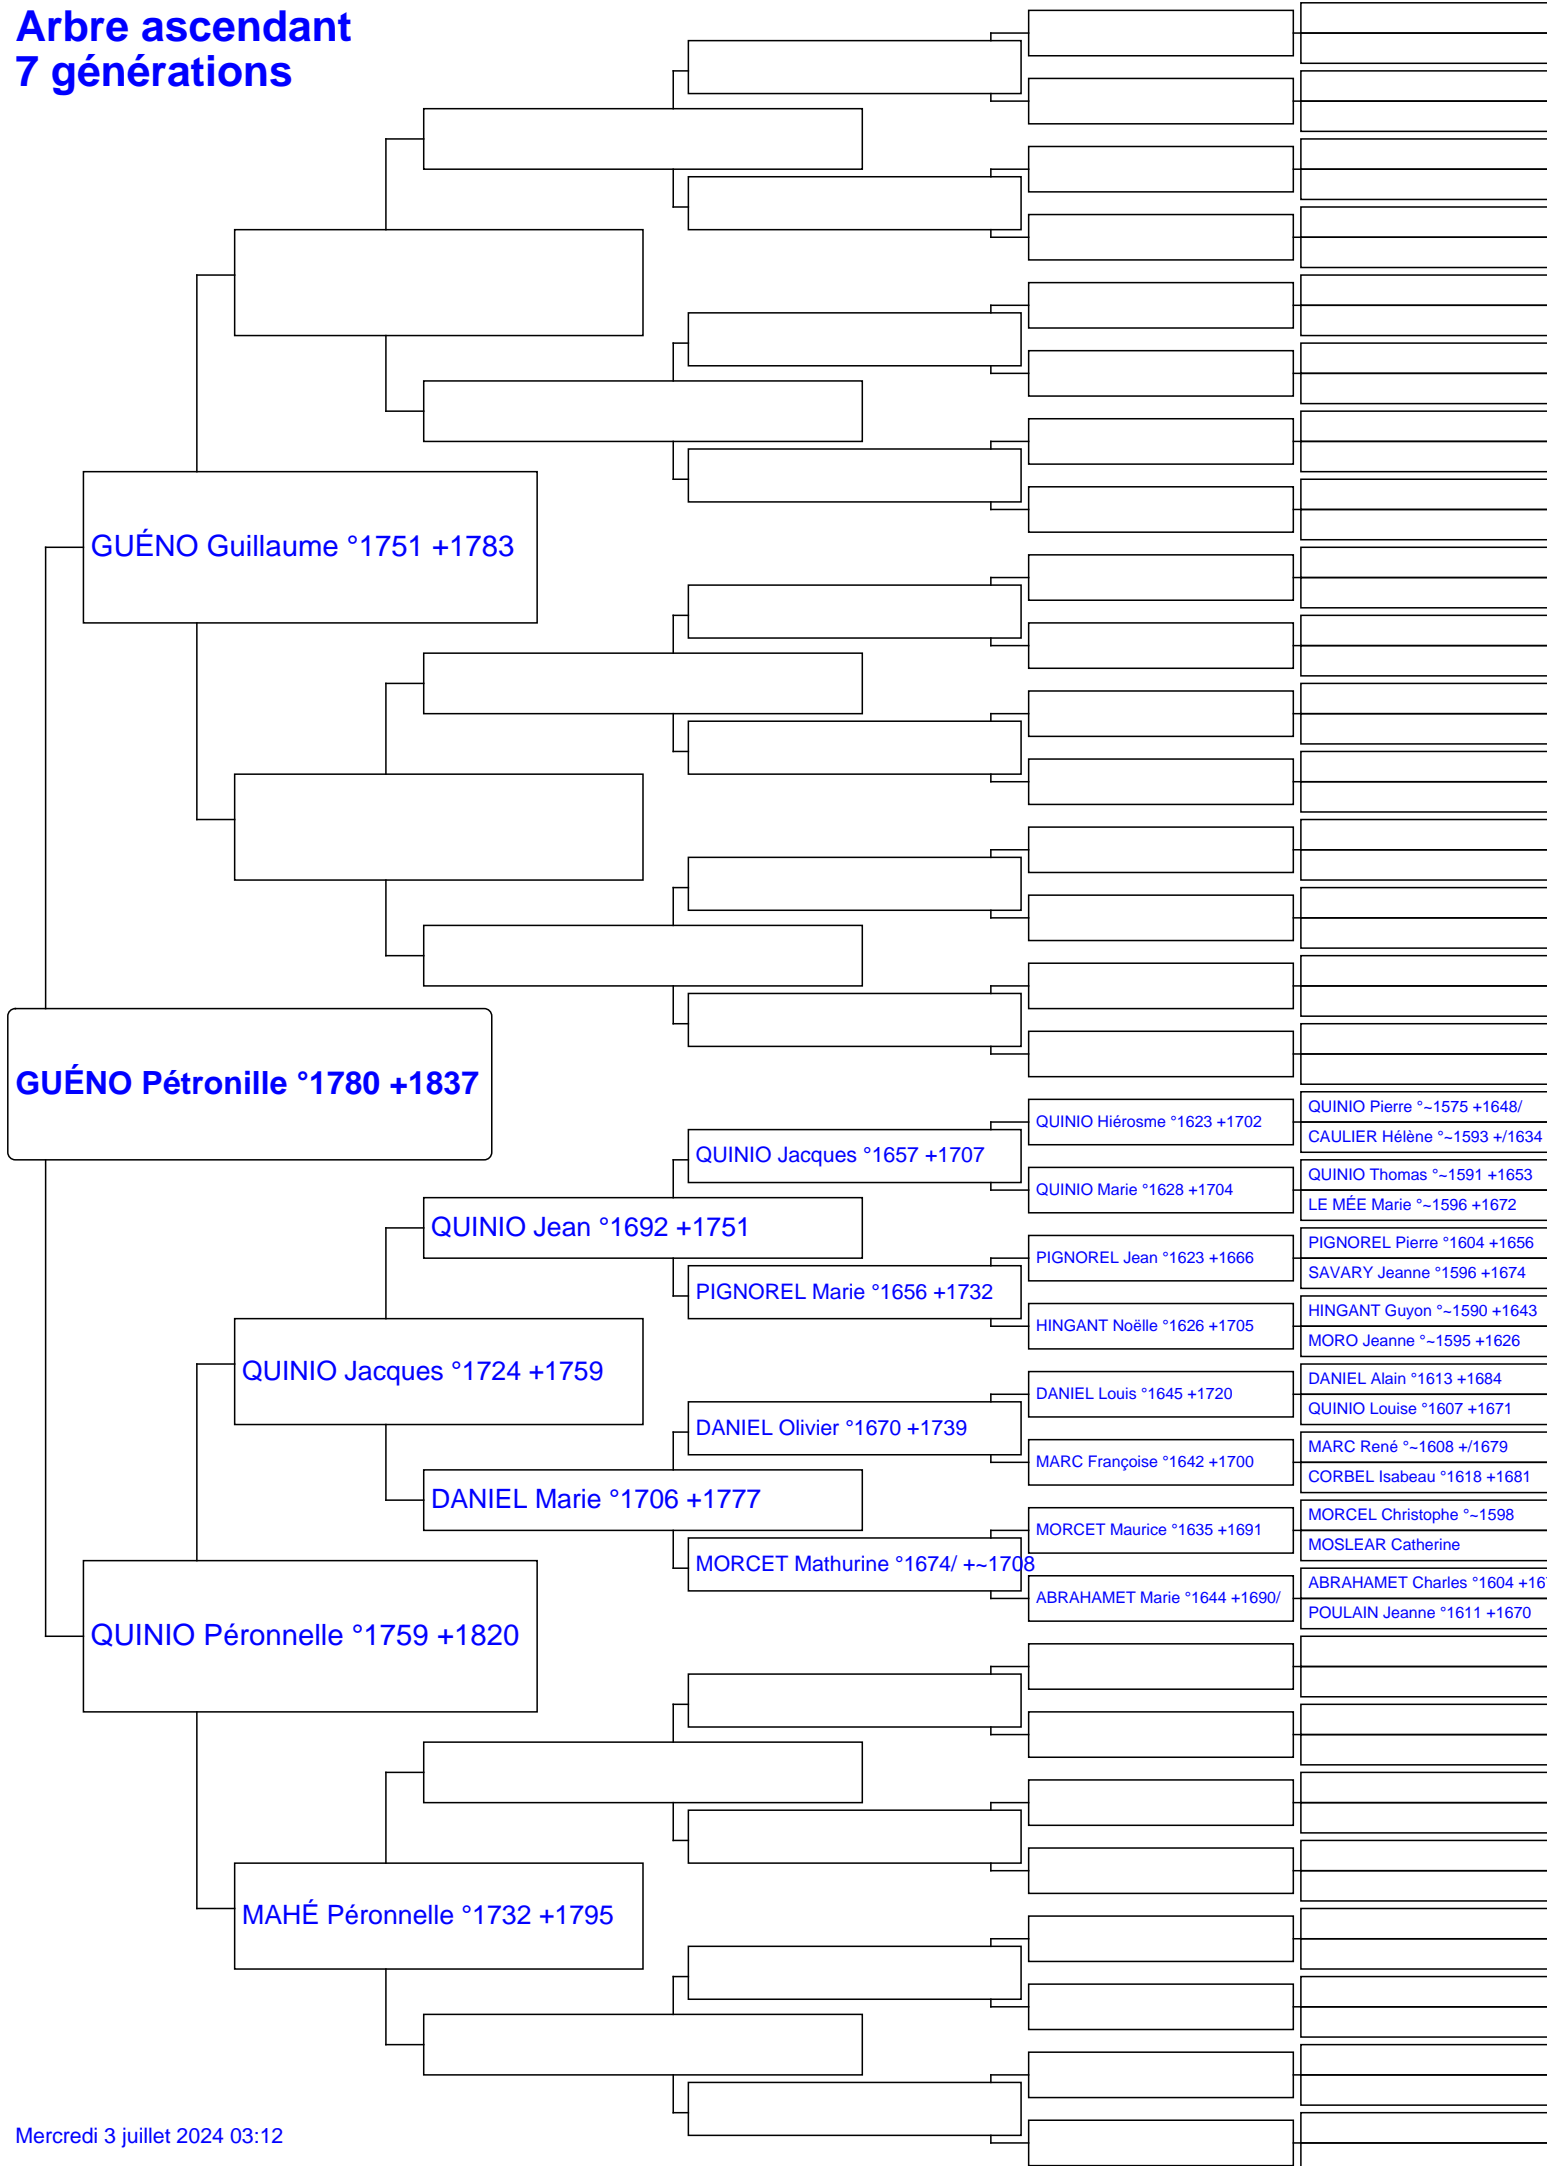 Arbre ascendant
7 générations
GUÉNO Guillaume °1751 +1783
GUÉNO Pétronille °1780 +1837
QUINIO Pierre °~1575 +1648/
QUINIO Hiérosme °1623 +1702
CAULIER Hélène °~1593 +/1634
QUINIO Jacques °1657 +1707
QUINIO Thomas °~1591 +1653
QUINIO Marie °1628 +1704
LE MÉE Marie °~1596 +1672
QUINIO Jean °1692 +1751
PIGNOREL Pierre °1604 +1656
PIGNOREL Jean °1623 +1666
SAVARY Jeanne °1596 +1674
PIGNOREL Marie °1656 +1732
HINGANT Guyon °~1590 +1643
HINGANT Noëlle °1626 +1705
MORO Jeanne °~1595 +1626
QUINIO Jacques °1724 +1759
DANIEL Alain °1613 +1684
DANIEL Louis °1645 +1720
QUINIO Louise °1607 +1671
DANIEL Olivier °1670 +1739
MARC René °~1608 +/1679
MARC Françoise °1642 +1700
CORBEL Isabeau °1618 +1681
DANIEL Marie °1706 +1777
MORCEL Christophe °~1598
MORCET Maurice °1635 +1691
MOSLEAR Catherine
MORCET Mathurine °1674/ +~1708
ABRAHAMET Charles °1604
ABRAHAMET Marie °1644 +1690/
POULAIN Jeanne °1611 +1670
QUINIO Péronnelle °1759 +1820
MAHÉ Péronnelle °1732 +1795
Mercredi 3 juillet 2024 03:12